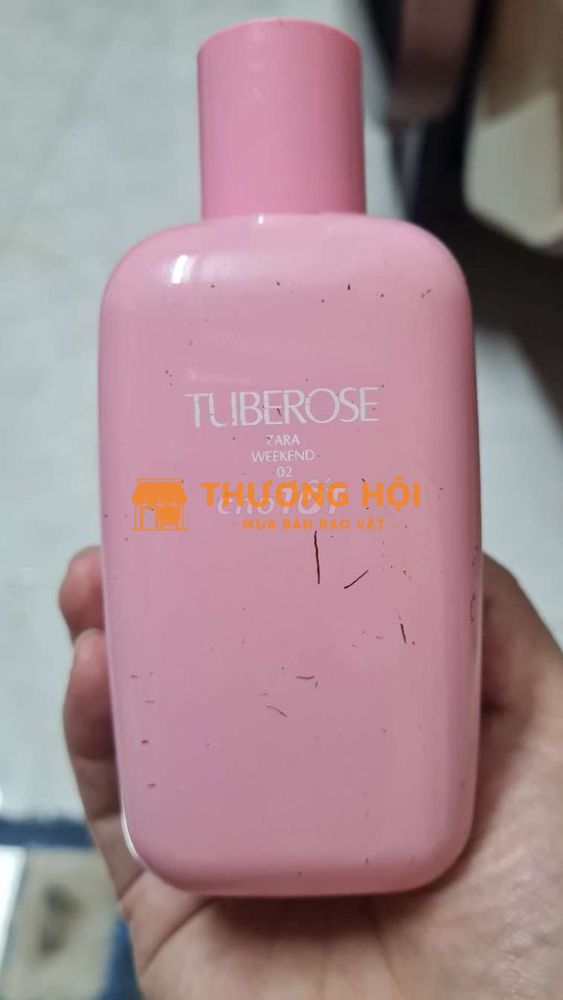 TUBEROSE
ZARA
WEEKEND
02
THƯƠNG HỘI
- MUA BÁN RAO VẶT -